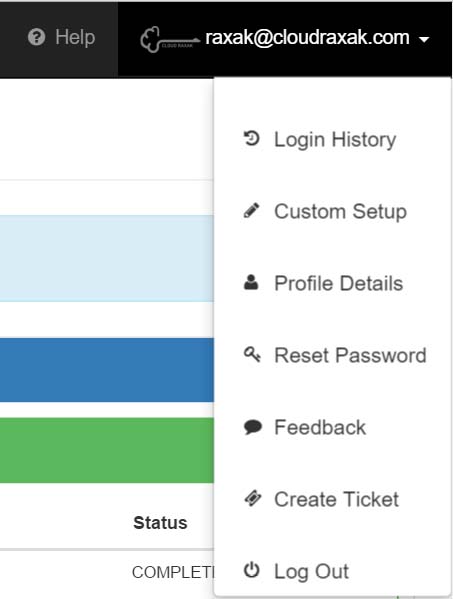 Help
CLOUD RAXAK
raxak@cloudraxak.com
Login History
Custom Setup
Profile Details
Reset Password
Feedback
Create Ticket
Status
COMPLET
Log Out